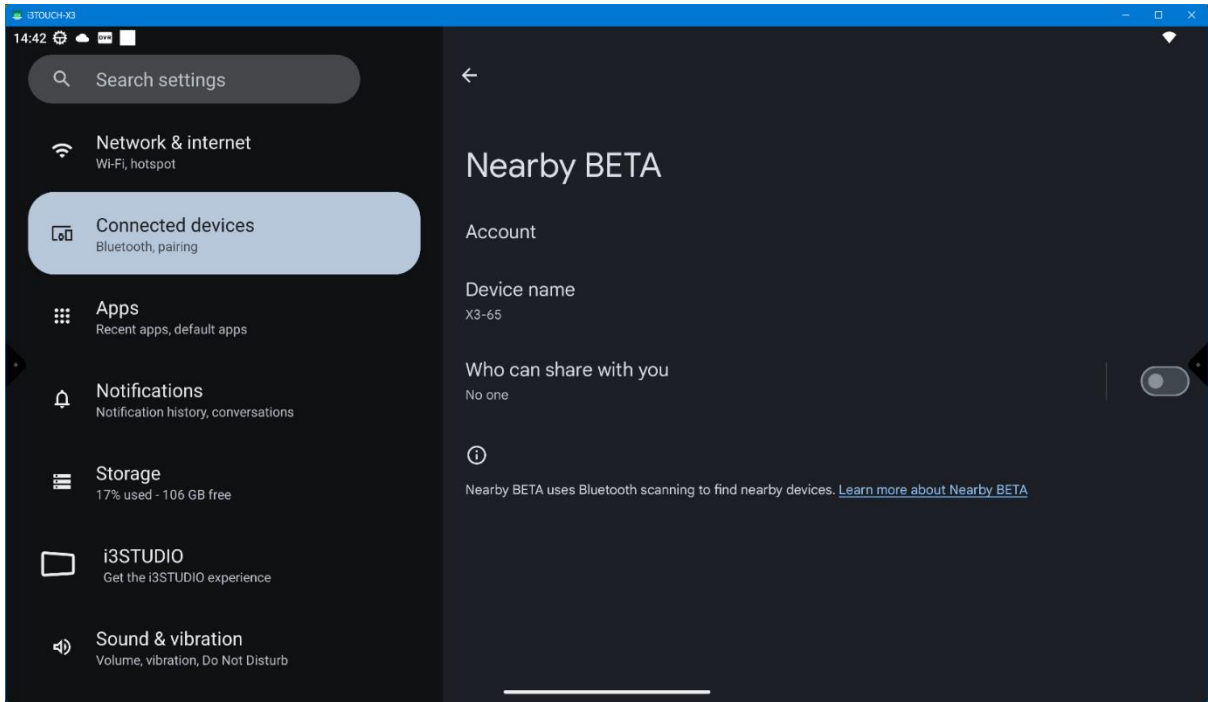 i3TOUCH-X3
14:42
DVR
Search settings
Network & internet
Wi-Fi, hotspot
Connected devices
Bluetooth, pairing
Apps
Recent apps, default apps
Notifications
Notification history, conversations
Storage
17% used - 106 GB free
i3STUDIO
Get the i3STUDIO experience
Sound & vibration
Volume, vibration, Do Not Disturb
Nearby BETA
Account
Device name
X3-65
Who can share with you
No one
Nearby BETA uses Bluetooth scanning to find nearby devices. Learn more about Nearby BETA